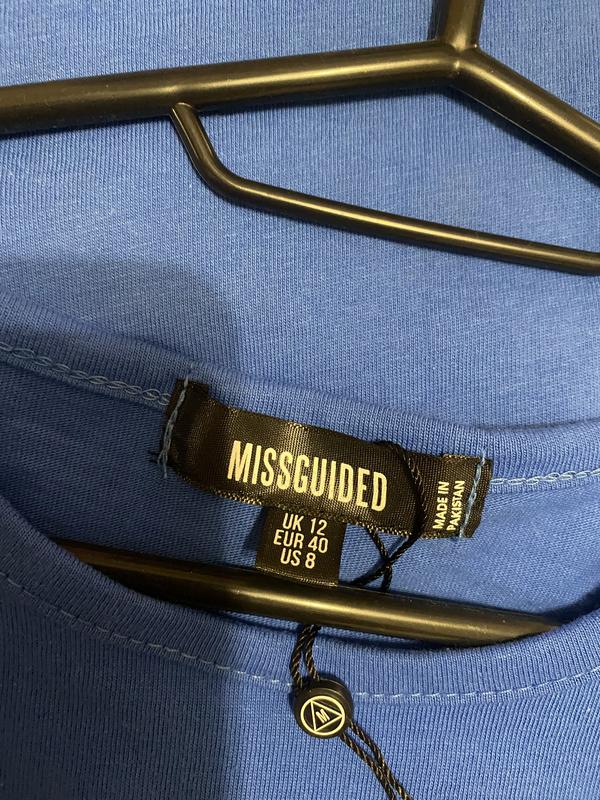 MISSGUIDED
MADE IN
PAKISTAN
UK 12
EUR 40
US 8
M